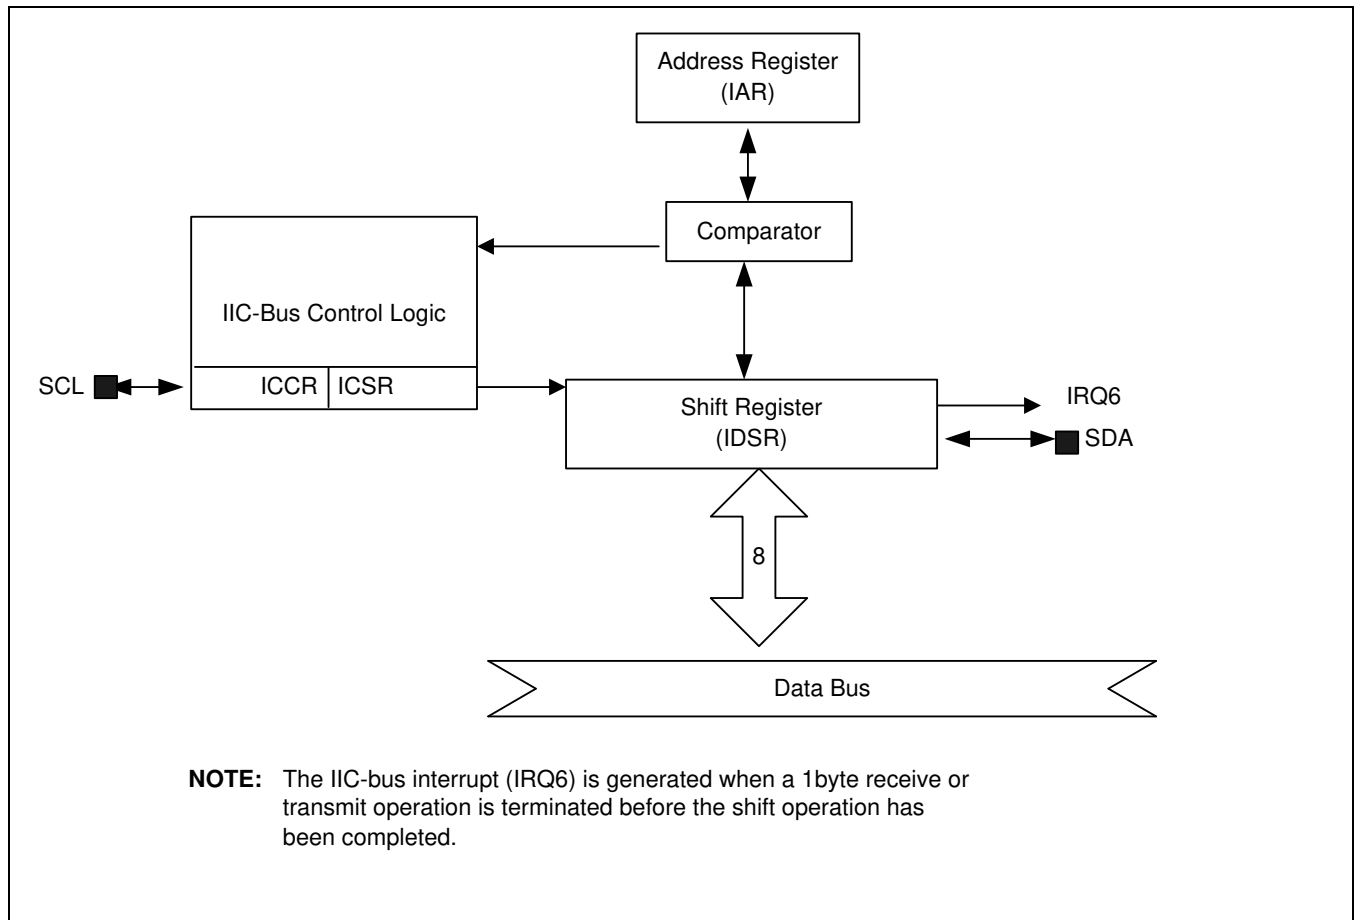 Address Register
(IAR)
Comparator
IIC-Bus Control Logic
SCL
ICCR
ICSR
Shift Register
(IDSR)
IRQ6
SDA
8
Data Bus
NOTE: The IIC-bus interrupt (IRQ6) is generated when a 1byte receive or
transmit operation is terminated before the shift operation has
been completed.